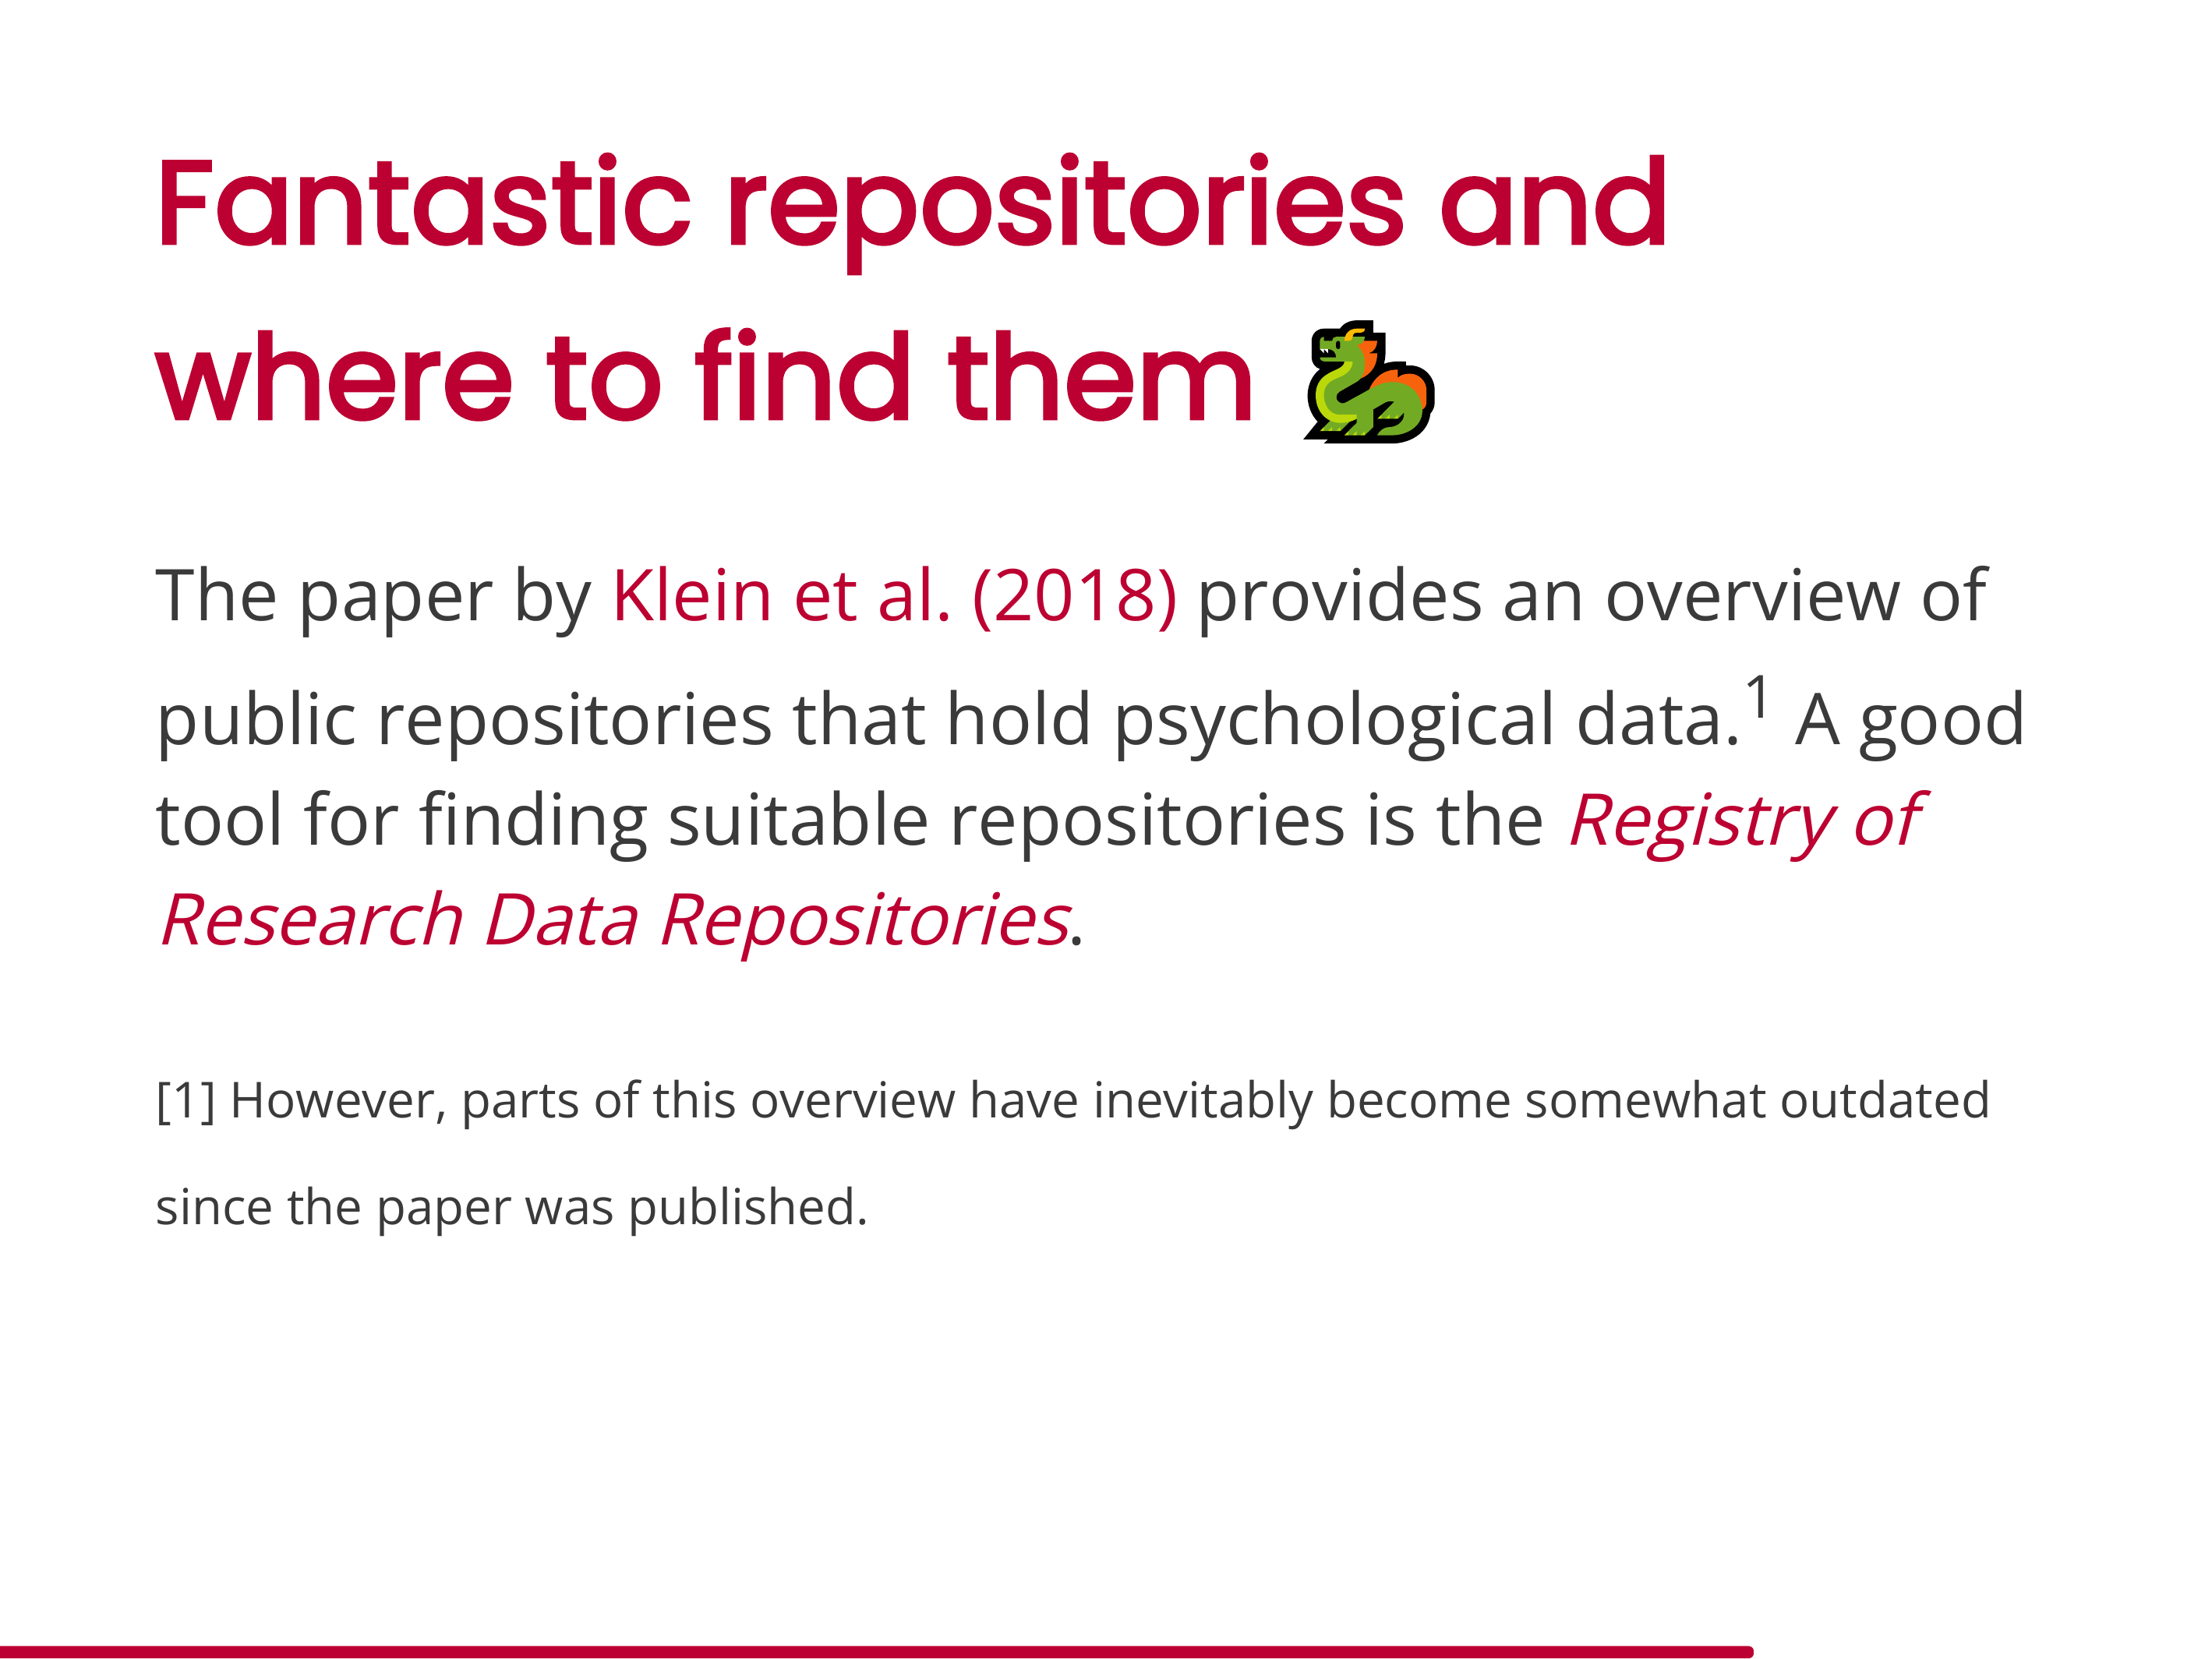 Fantastic repositories and
where to find them 🐉
The paper by Klein et al. (2018) provides an overview of
public repositories that hold psychological data.¹ A good
tool for finding suitable repositories is the Registry of
Research Data Repositories.
[1] However, parts of this overview have inevitably become somewhat outdated
since the paper was published.